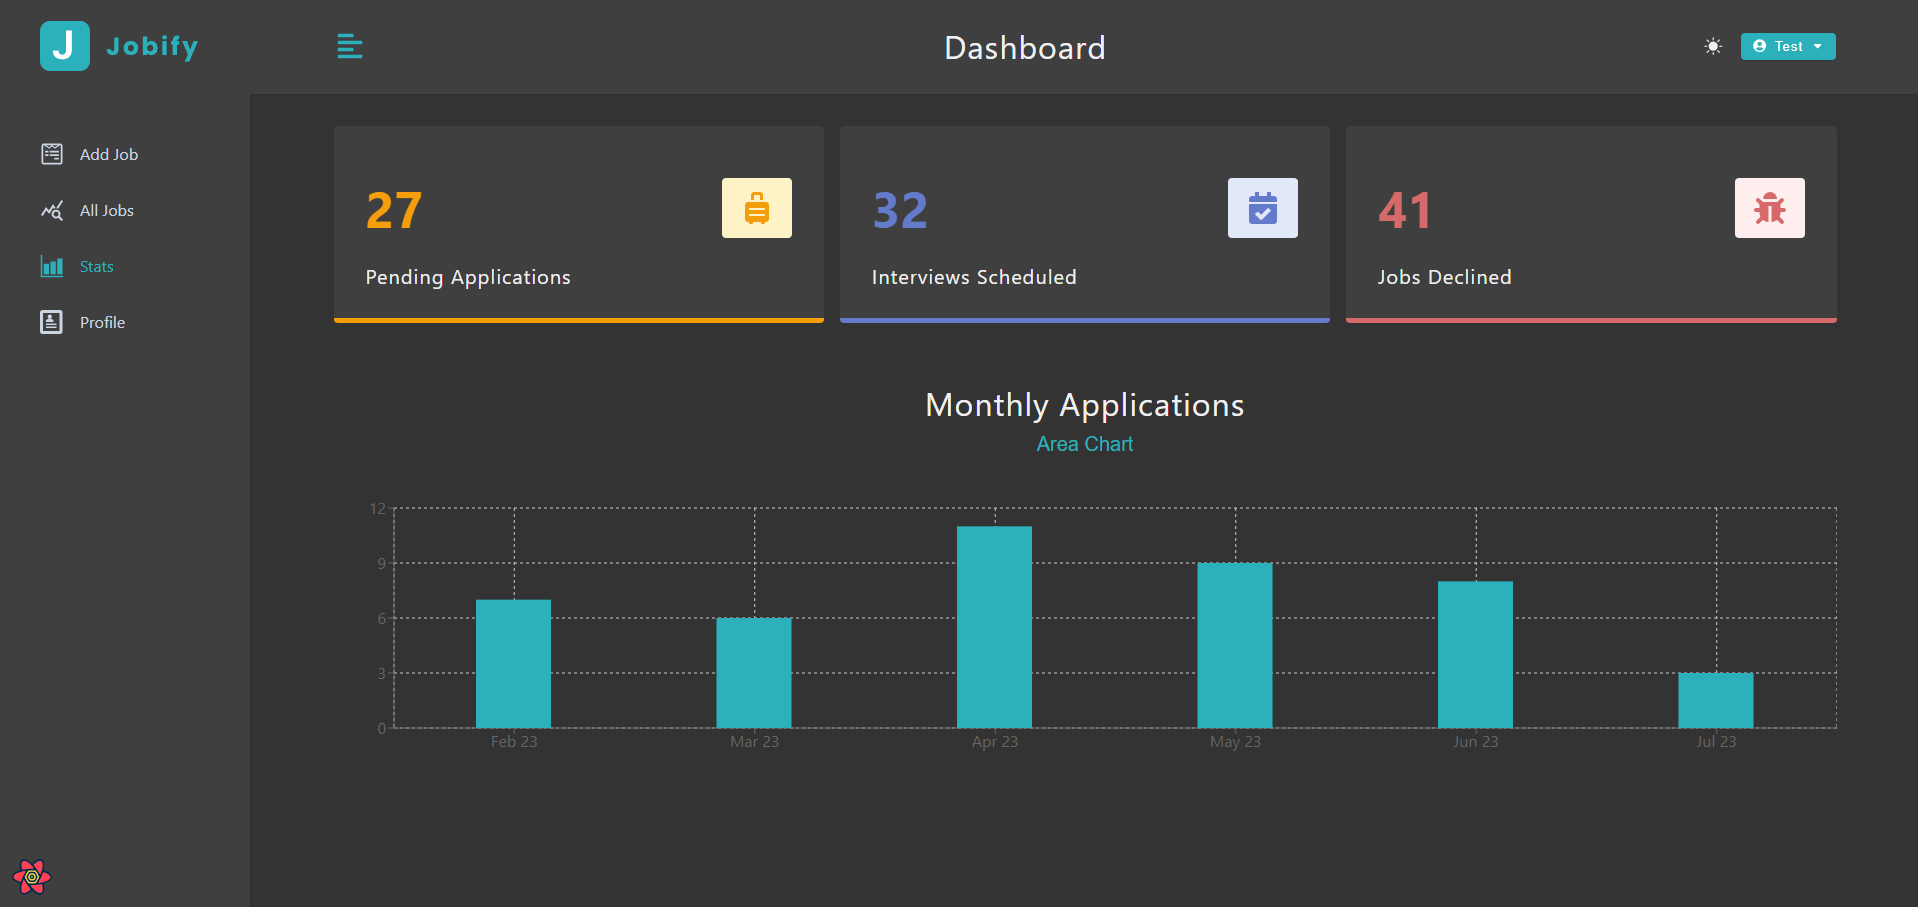 J Jobify
Dashboard
Test
Add Job
All Jobs
Stats
Profile
27
Pending Applications
32
Interviews Scheduled
41
Jobs Declined
Monthly Applications
Area Chart
12
9
6
3
0
Feb 23 Mar 23 Apr 23 May 23 Jun 23 Jul 23